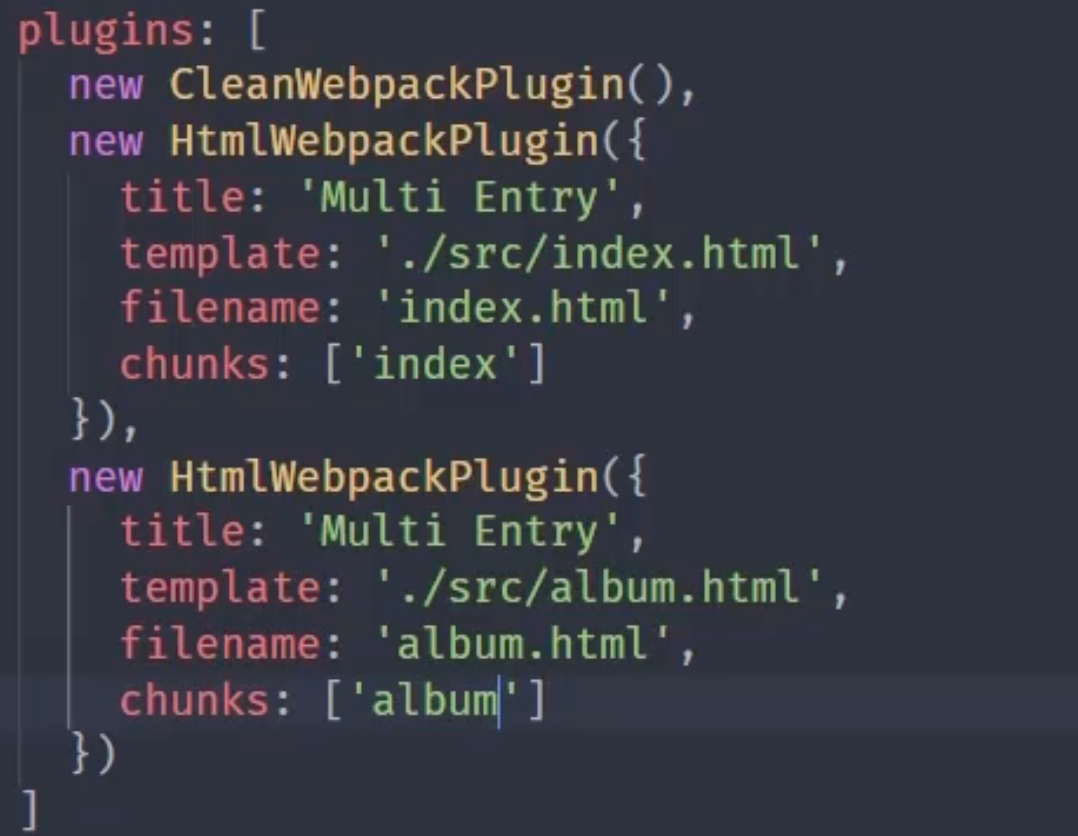 plugins: [
new CleanWebpackPlugin(),
new HtmlWebpackPlugin({
title: 'Multi Entry',
template: './src/index.html',
filename: 'index.html',
chunks: ['index']
}),
new HtmlWebpackPlugin({
title: 'Multi Entry',
template: './src/album.html',
filename: 'album.html',
chunks: ['album']
})
]